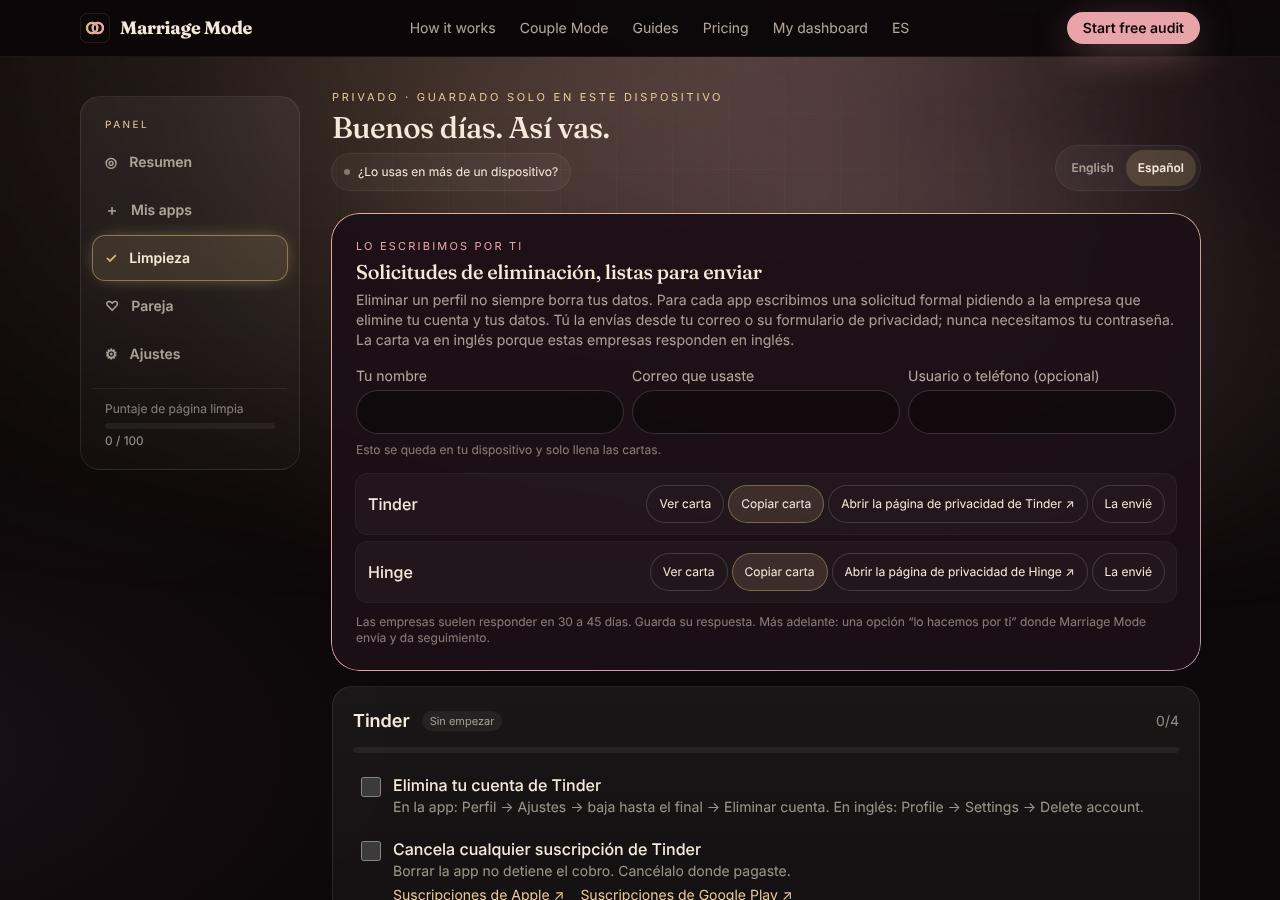 Marriage Mode
How it works
Couple Mode
Guides
Pricing
My dashboard
ES
Start free audit
PANEL
Resumen
Mis apps
Limpieza
Pareja
Ajustes
Puntaje de página limpia
0 / 100
PRIVADO · GUARDADO SOLO EN ESTE DISPOSITIVO
Buenos días. Así vas.
¿Lo usas en más de un dispositivo?
English
Español
LO ESCRIBIMOS POR TI
Solicitudes de eliminación, listas para enviar
Eliminar un perfil no siempre borra tus datos. Para cada app escribimos una solicitud formal pidiendo a la empresa que
elimine tu cuenta y tus datos. Tú la envías desde tu correo o su formulario de privacidad; nunca necesitamos tu contraseña.
La carta va en inglés porque estas empresas responden en inglés.
Tu nombre
Correo que usaste
Usuario o teléfono (opcional)
Esto se queda en tu dispositivo y solo llena las cartas.
Tinder
Ver carta
Copiar carta
Abrir la página de privacidad de Tinder ↗
La envié
Hinge
Ver carta
Copiar carta
Abrir la página de privacidad de Hinge ↗
La envié
Las empresas suelen responder en 30 a 45 días. Guarda su respuesta. Más adelante: una opción “lo hacemos por ti” donde Marriage Mode
envía y da seguimiento.
Tinder
Sin empezar
0/4
Elimina tu cuenta de Tinder
En la app: Perfil → Ajustes → baja hasta el final → Eliminar cuenta. En inglés: Profile → Settings → Delete account.
Cancela cualquier suscripción de Tinder
Borrar la app no detiene el cobro. Cancélalo donde pagaste.
Suscripciones de Apple ↗
Suscripciones de Google Play ↗